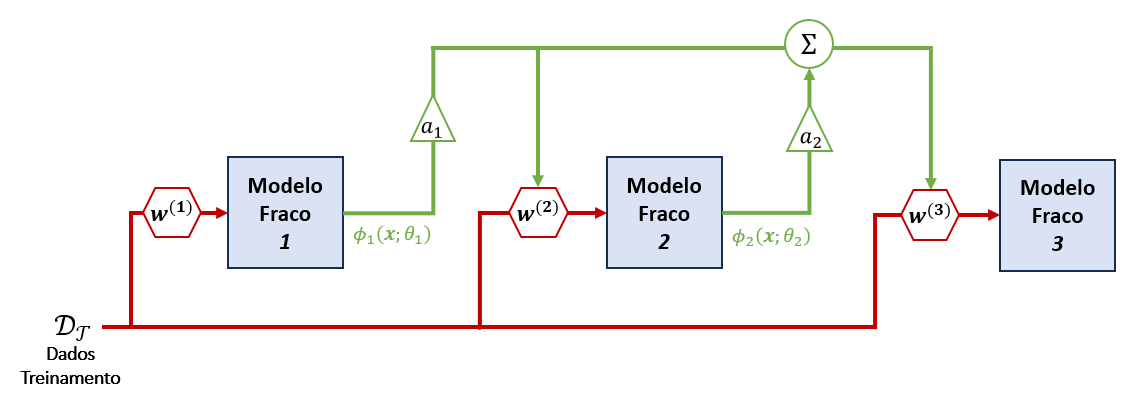 Σ
a₁
a₂
w⁽¹⁾
Modelo
Fraco
1
ϕ₁(x; θ₁)
w⁽²⁾
Modelo
Fraco
2
ϕ₂(x; θ₂)
w⁽³⁾
Modelo
Fraco
3
𝒟_𝒯
Dados
Treinamento